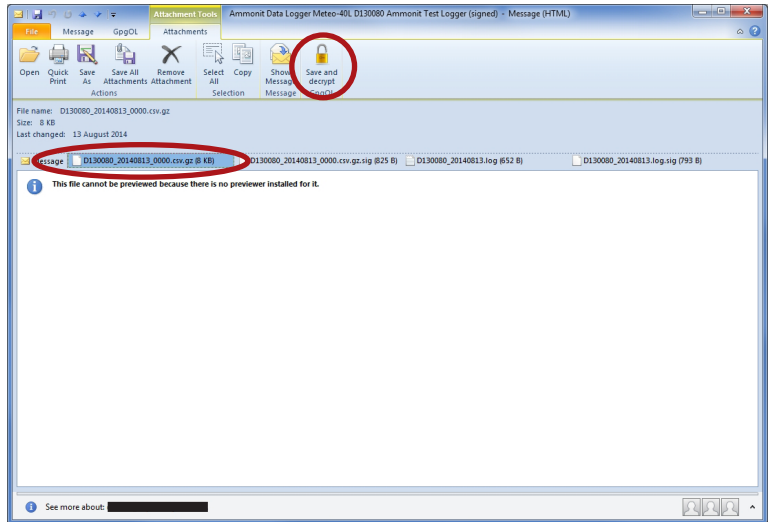 Attachment Tools Ammonit Data Logger Meteo-40L D130080 Ammonit Test Logger (signed) - Message (HTML)
File Message GpgOL Attachments
Open Quick Print Save As Save All Attachments Remove Attachment Select All Copy Show Message Save and decrypt
Actions Selection Message GpgOL
File name: D130080_20140813_0000.csv.gz
Size: 8 KB
Last changed: 13 August 2014
Message D130080_20140813_0000.csv.gz (8 KB) D130080_20140813_0000.csv.gz.sig (825 B) D130080_20140813.log (652 B) D130080_20140813.log.sig (793 B)
This file cannot be previewed because there is no previewer installed for it.
See more about: